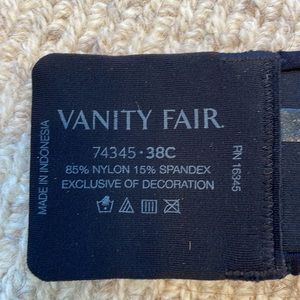 VANITY FAIR.
74345 · 38C
85% NYLON 15% SPANDEX
EXCLUSIVE OF DECORATION
MADE IN INDONESIA
RN 16345